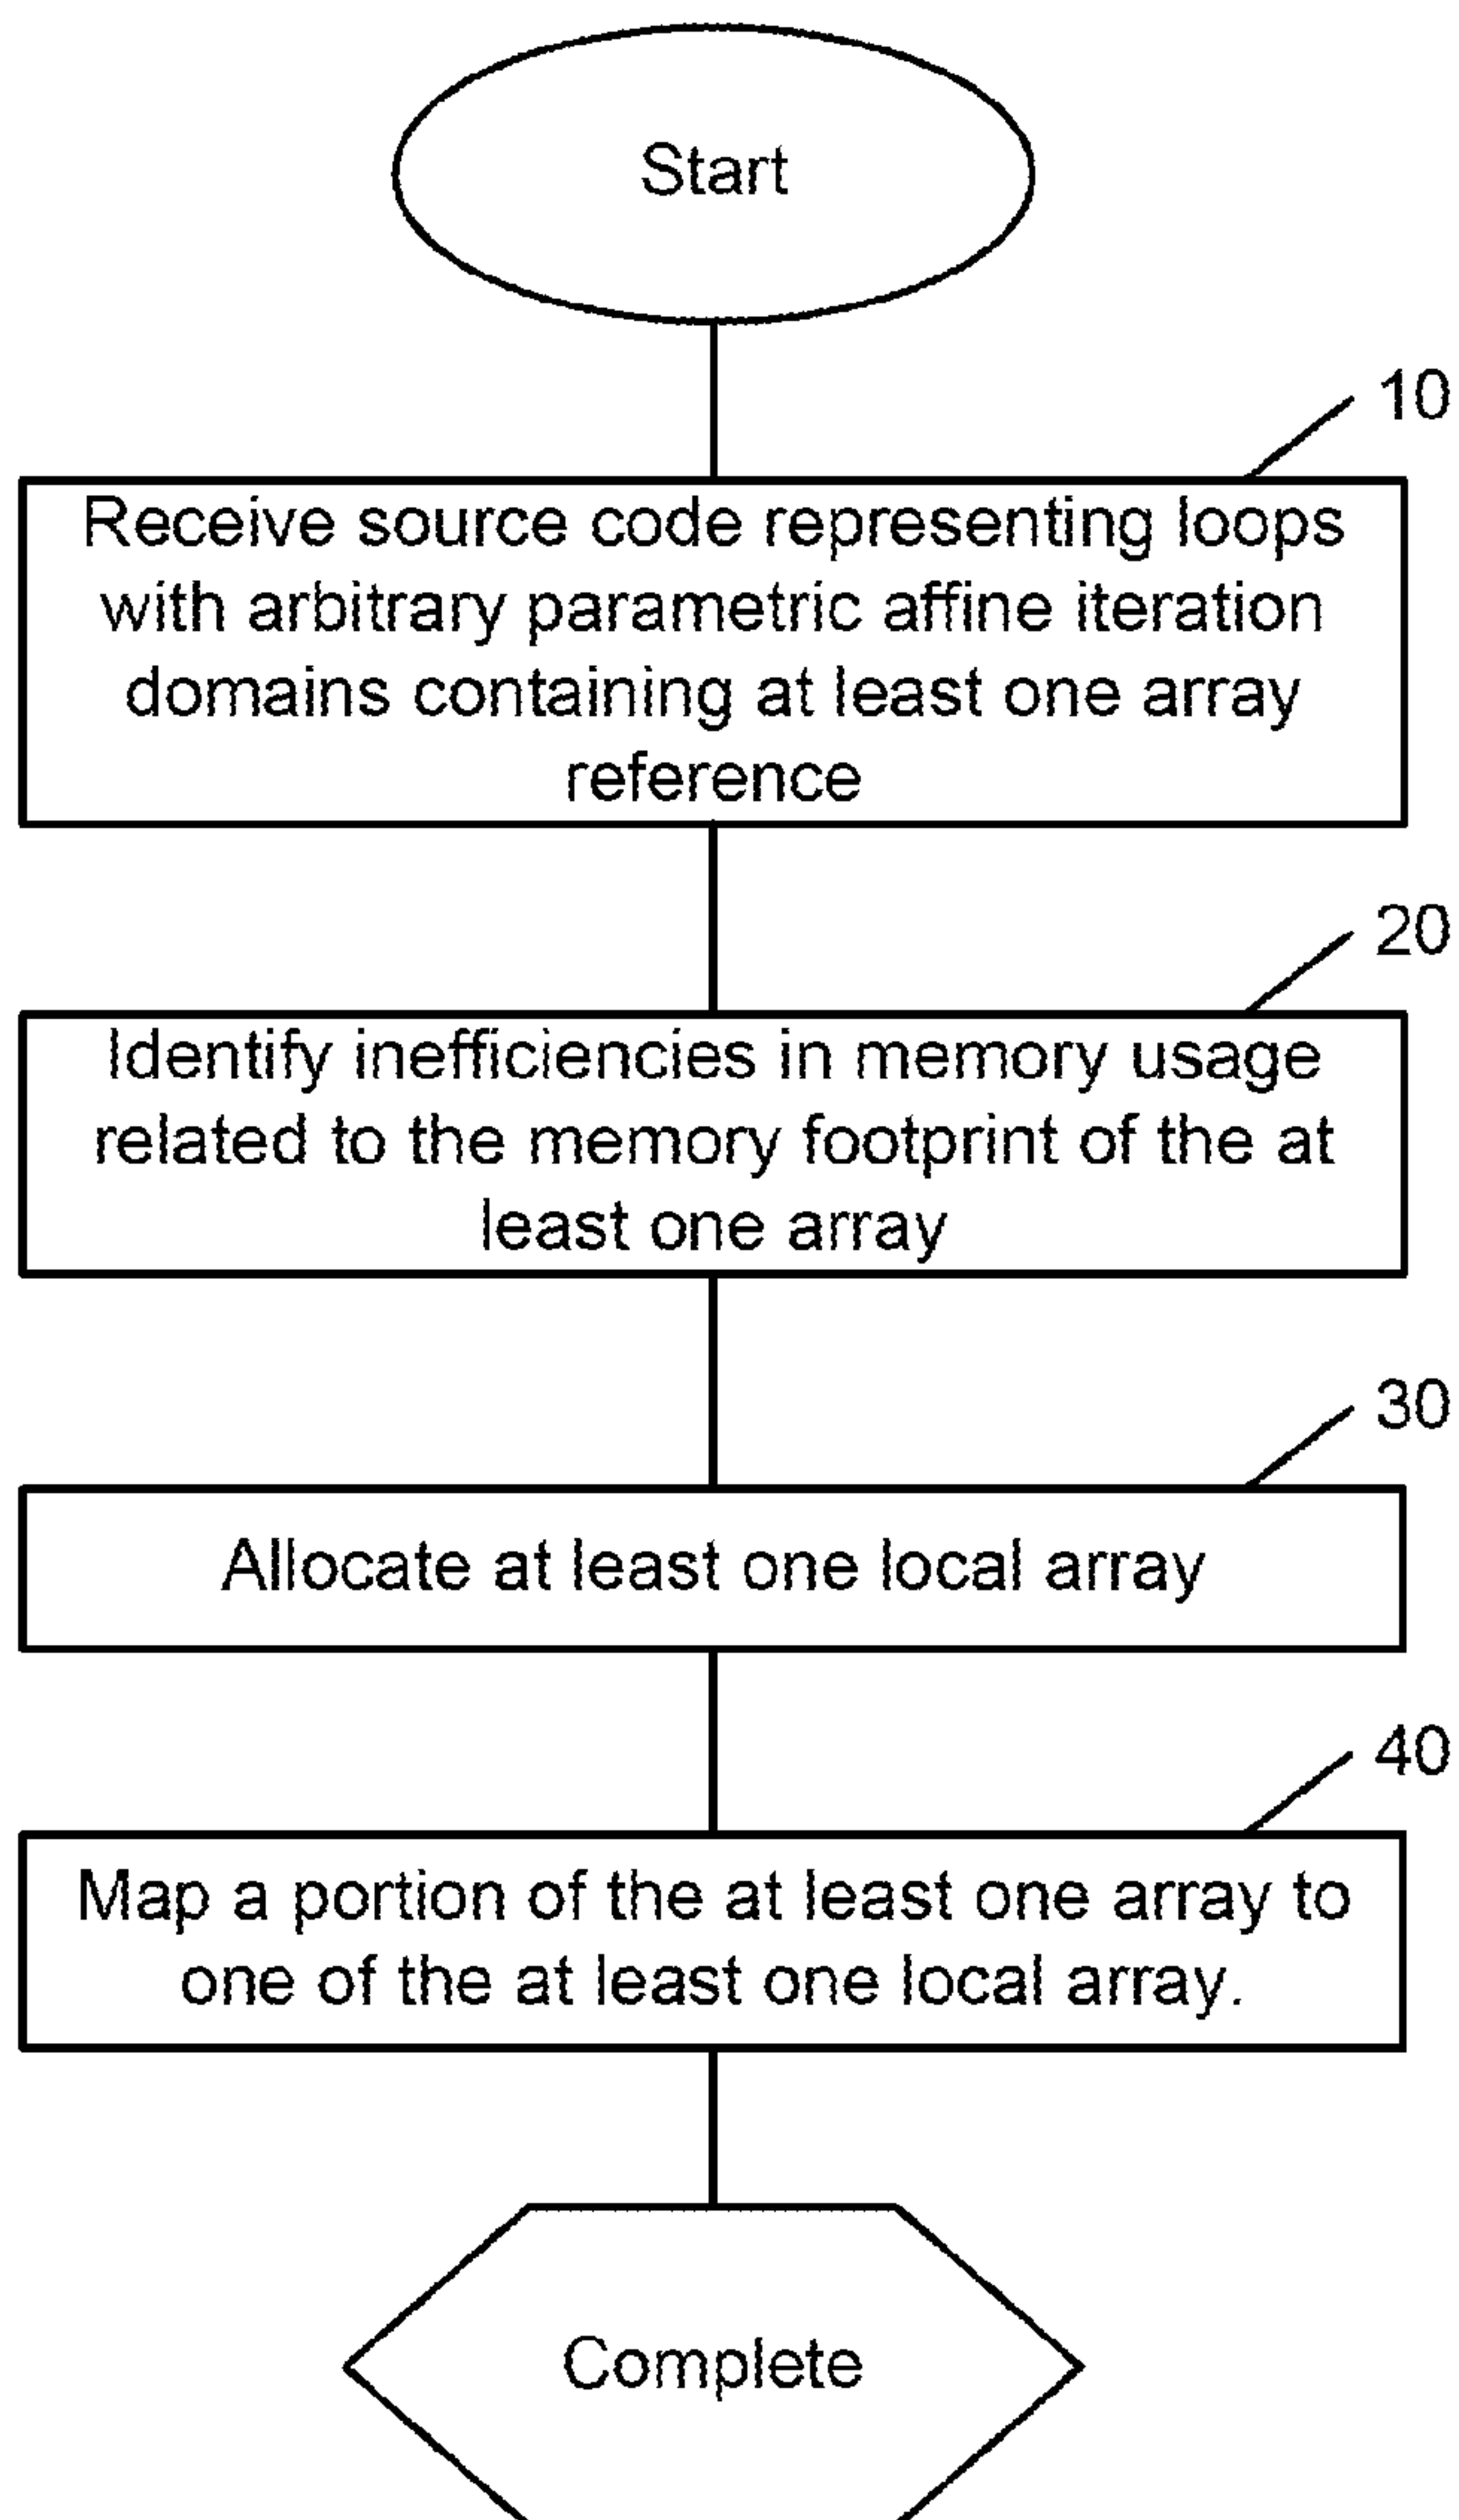 Start
10
Receive source code representing loops
with arbitrary parametric affine iteration
domains containing at least one array
reference
20
Identify inefficiencies in memory usage
related to the memory footprint of the at
least one array
30
Allocate at least one local array
40
Map a portion of the at least one array to
one of the at least one local array.
Complete